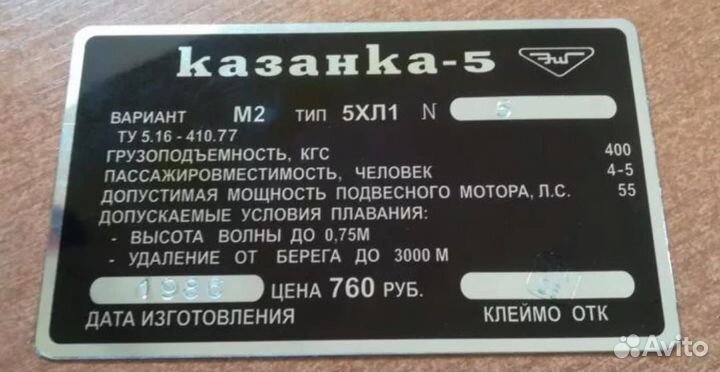 казанка-5
ВАРИАНТ М2 ТИП 5ХЛ1 N 5
ТУ 5.16 - 410.77
ГРУЗОПОДЪЕМНОСТЬ, КГС 400
ПАССАЖИРОВМЕСТИМОСТЬ, ЧЕЛОВЕК 4-5
ДОПУСТИМАЯ МОЩНОСТЬ ПОДВЕСНОГО МОТОРА, Л.С. 55
ДОПУСКАЕМЫЕ УСЛОВИЯ ПЛАВАНИЯ:
- ВЫСОТА ВОЛНЫ ДО 0,75М
- УДАЛЕНИЕ ОТ БЕРЕГА ДО 3000 М
1986 ЦЕНА 760 РУБ.
ДАТА ИЗГОТОВЛЕНИЯ КЛЕЙМО ОТК
Avito